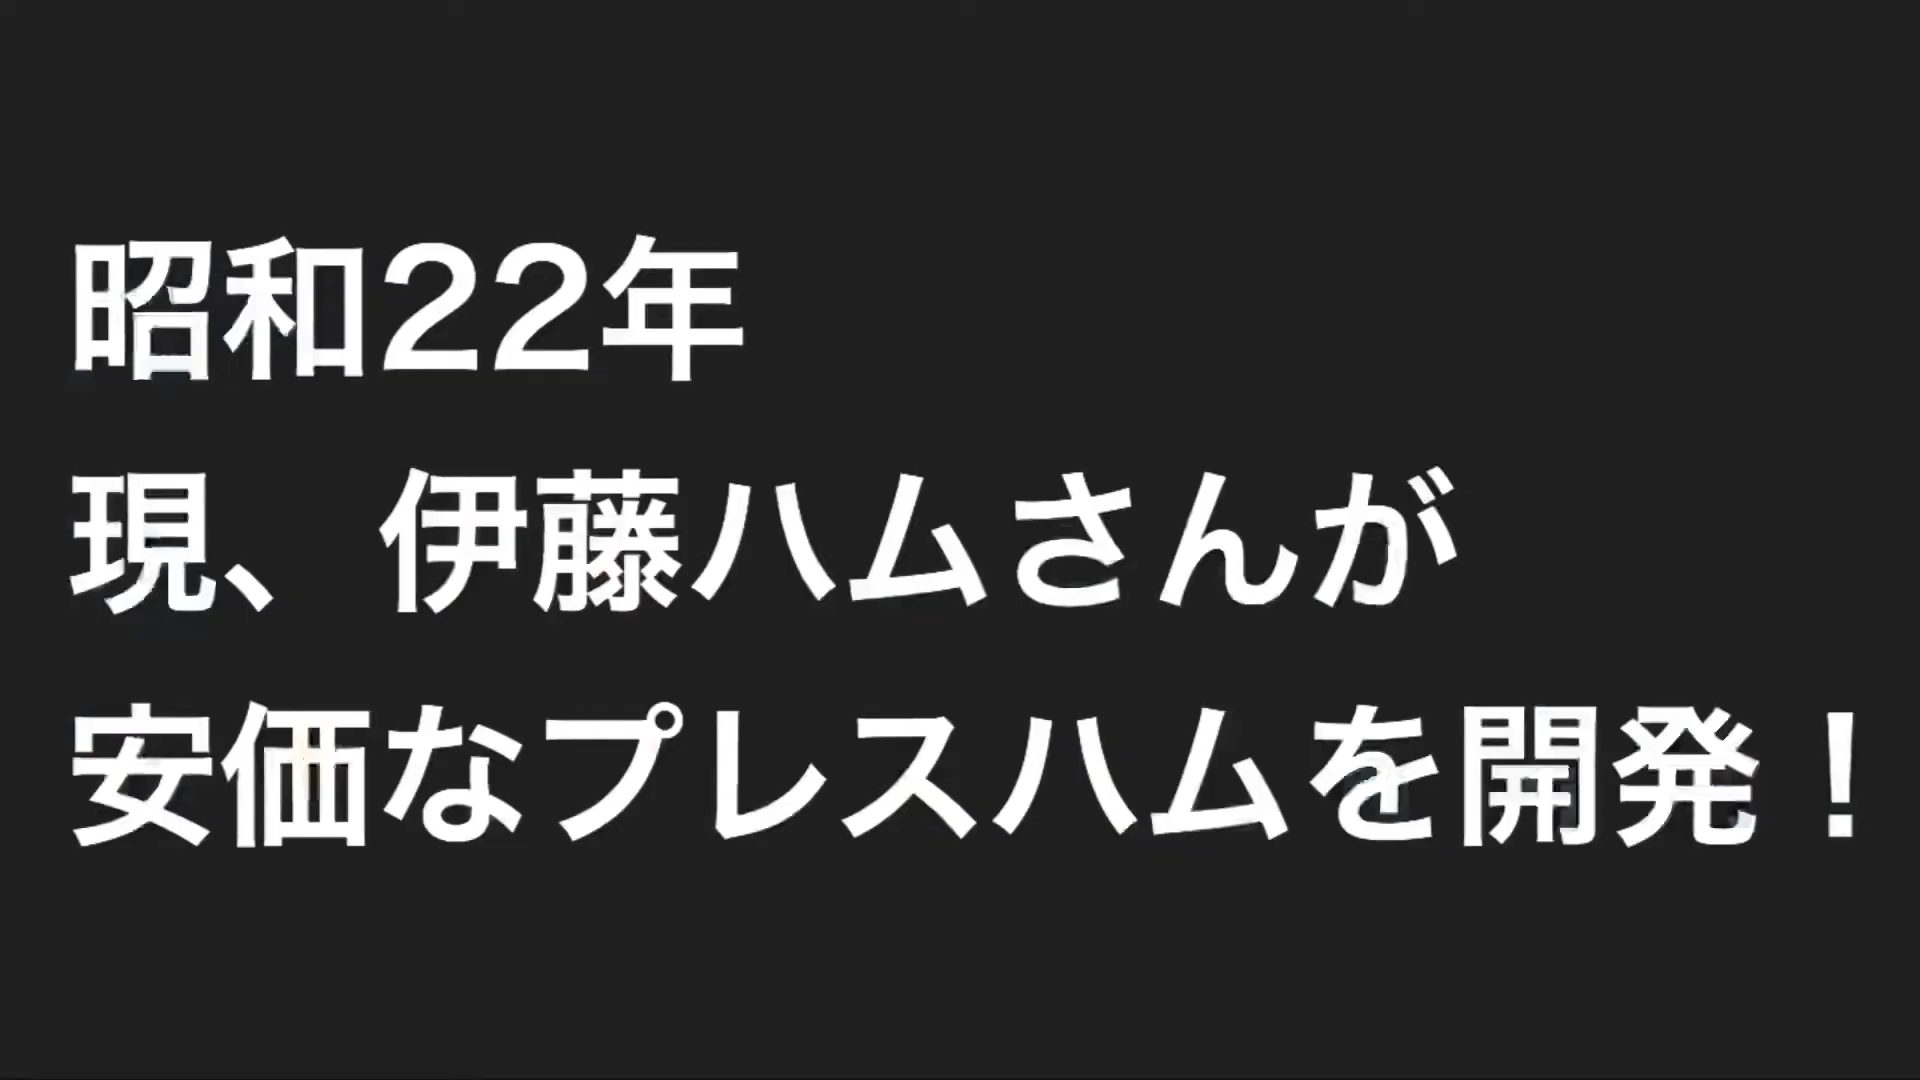 昭和22年
現、伊藤ハムさんが
安価なプレスハムを開発！